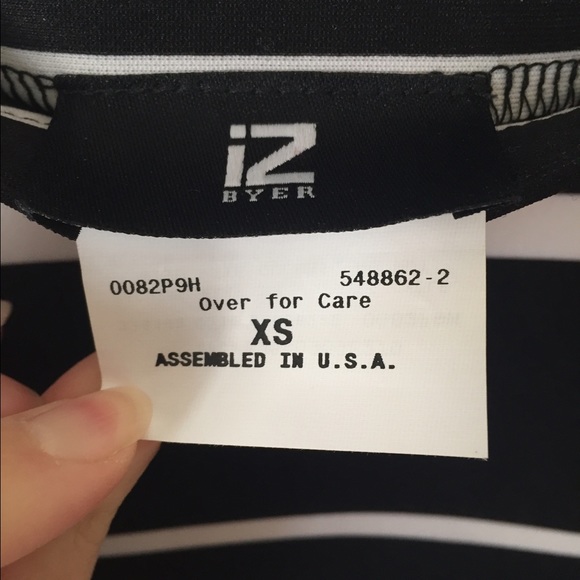 iZ
BYER
0082P9H 548862-2
Over for Care
XS
ASSEMBLED IN U.S.A.